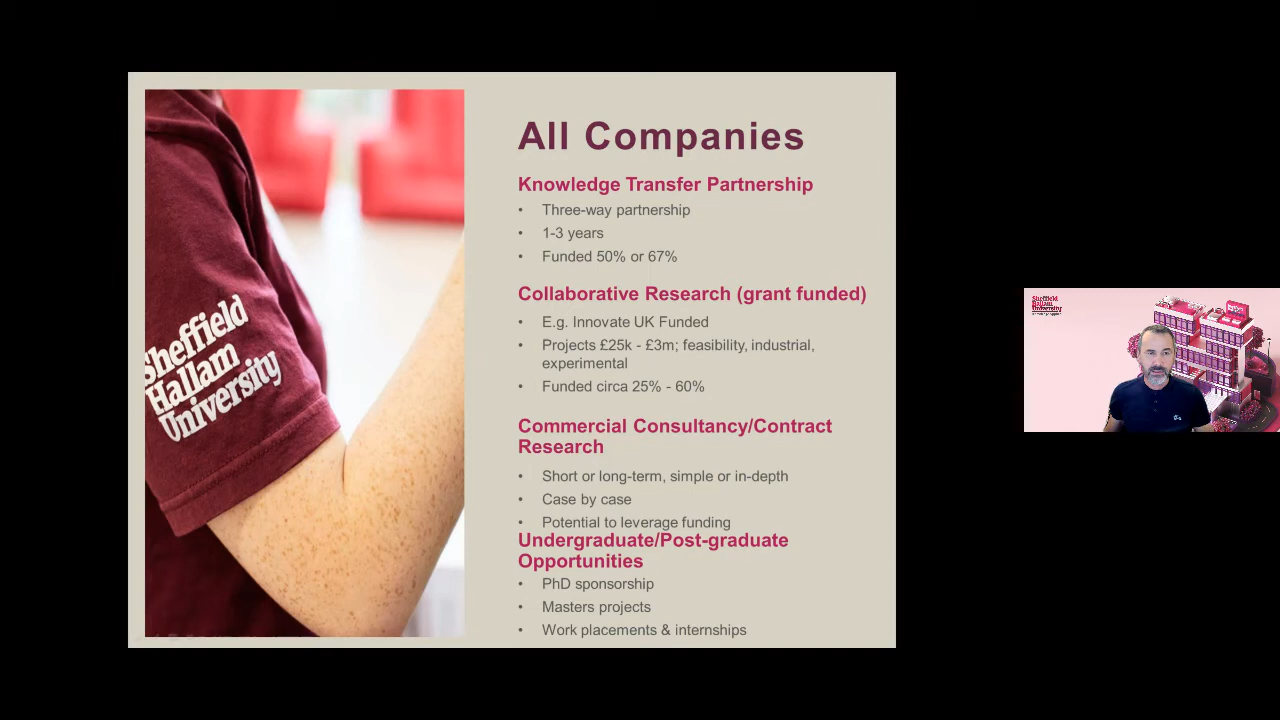 Sheffield
Hallam
University
All Companies
Knowledge Transfer Partnership
• Three-way partnership
• 1-3 years
• Funded 50% or 67%
Collaborative Research (grant funded)
• E.g. Innovate UK Funded
• Projects £25k - £3m; feasibility, industrial,
experimental
• Funded circa 25% - 60%
Commercial Consultancy/Contract
Research
• Short or long-term, simple or in-depth
• Case by case
• Potential to leverage funding
Undergraduate/Post-graduate
Opportunities
• PhD sponsorship
• Masters projects
• Work placements & internships
Sheffield
Hallam
University